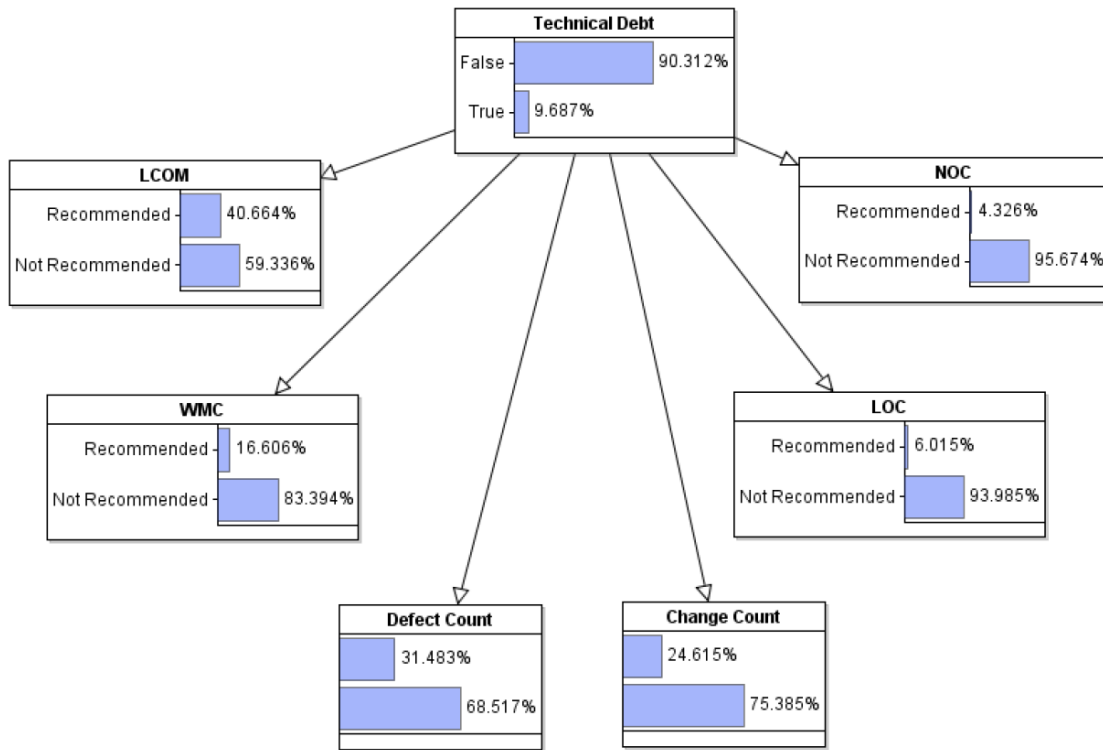 Technical Debt
False 90.312%
True 9.687%
LCOM
Recommended 40.664%
Not Recommended 59.336%
NOC
Recommended 4.326%
Not Recommended 95.674%
WMC
Recommended 16.606%
Not Recommended 83.394%
LOC
Recommended 6.015%
Not Recommended 93.985%
Defect Count
31.483%
68.517%
Change Count
24.615%
75.385%